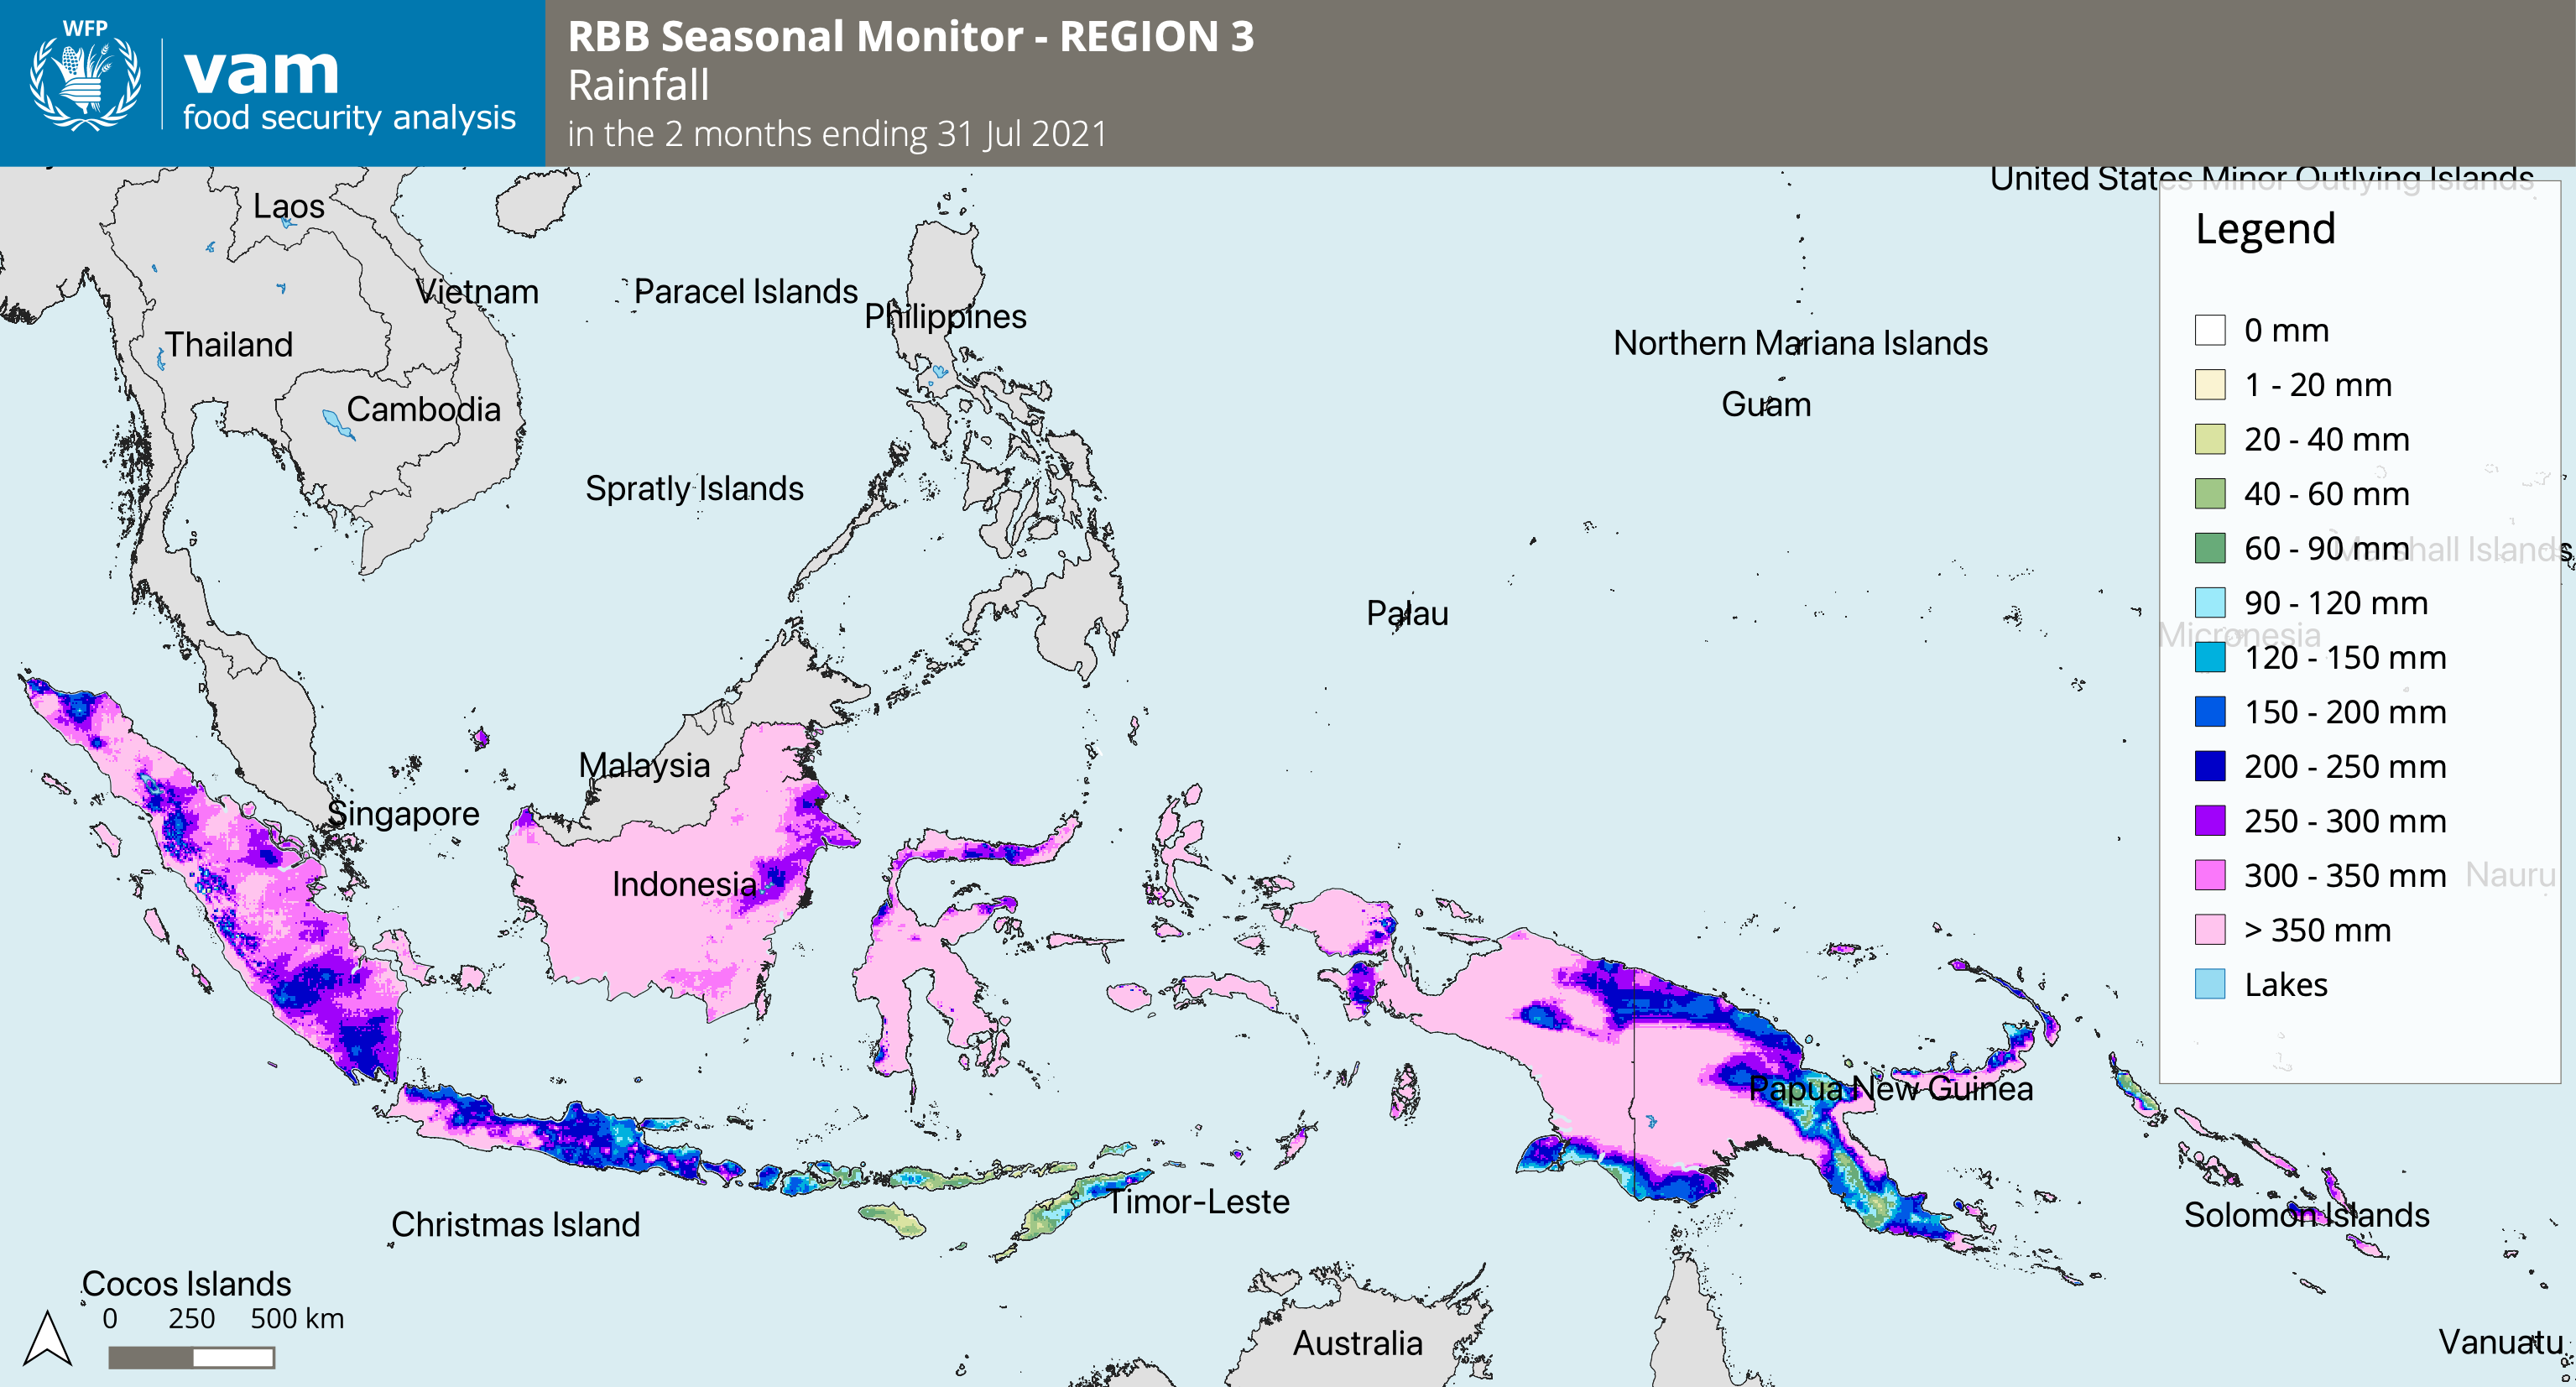 WFP
vam
food security analysis
RBB Seasonal Monitor - REGION 3
Rainfall
in the 2 months ending 31 Jul 2021
United States Minor Outlying Islands
Laos
Vietnam
Paracel Islands
Philippines
Thailand
Northern Mariana Islands
Guam
Cambodia
Spratly Islands
Palau
Marshall Islands
Micronesia
Malaysia
Singapore
Indonesia
Nauru
Papua New Guinea
Timor-Leste
Solomon Islands
Christmas Island
Cocos Islands
0 250 500 km
Australia
Vanuatu
Legend
0 mm
1 - 20 mm
20 - 40 mm
40 - 60 mm
60 - 90 mm
90 - 120 mm
120 - 150 mm
150 - 200 mm
200 - 250 mm
250 - 300 mm
300 - 350 mm
> 350 mm
Lakes